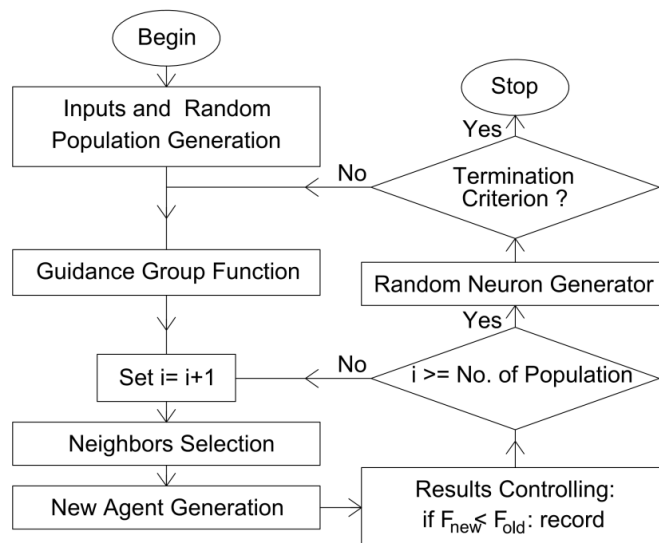 Begin
Inputs and Random
Population Generation
Guidance Group Function
Set i= i+1
Neighbors Selection
New Agent Generation
Results Controlling:
if Fnew< Fold: record
i >= No. of Population
No
Yes
Random Neuron Generator
Termination
Criterion ?
No
Yes
Stop